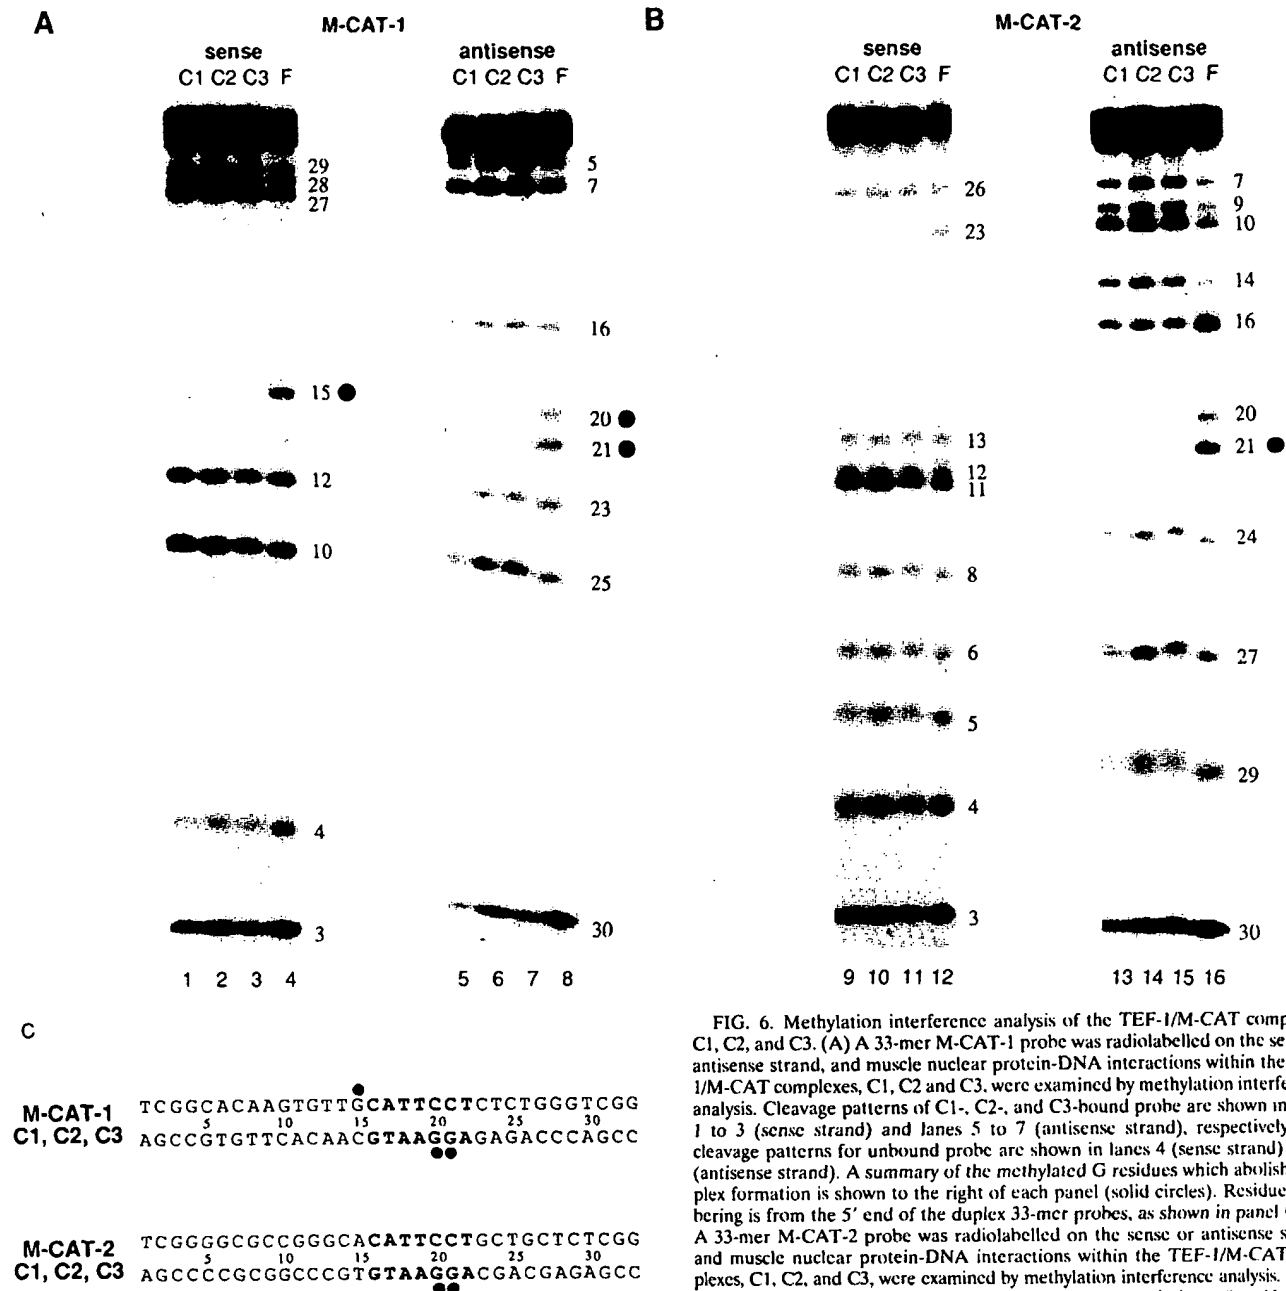 A
M-CAT-1
sense
antisense
C1 C2 C3 F
C1 C2 C3 F
29
28
27
15
12
10
4
3
5
7
16
20
21
23
25
30
1 2 3 4
5 6 7 8
B
M-CAT-2
sense
antisense
C1 C2 C3 F
C1 C2 C3 F
26
23
13
12
11
8
6
5
4
3
7
9
10
14
16
20
21
24
27
29
30
9 10 11 12
13 14 15 16
C
M-CAT-1
C1, C2, C3
TCGGCACAAGTGTTGCATTCCTCTCTGGGTCGG
5 10 15 20 25 30
AGCCGTGTTCACAACGTAAGGAGAGACCCAGCC
M-CAT-2
C1, C2, C3
TCGGGGCGCCGGGCACATTCCTGCTGCTCTCGG
5 10 15 20 25 30
AGCCCCGCGGCCCGTGTAAGGACGACGAGAGCC
FIG. 6. Methylation interference analysis of the TEF-1/M-CAT comp
C1, C2, and C3. (A) A 33-mer M-CAT-1 probe was radiolabelled on the se
antisense strand, and muscle nuclear protein-DNA interactions within the
1/M-CAT complexes, C1, C2 and C3, were examined by methylation interfe
analysis. Cleavage patterns of C1-, C2-, and C3-bound probe are shown in
1 to 3 (sense strand) and lanes 5 to 7 (antisense strand), respectively
cleavage patterns for unbound probe are shown in lanes 4 (sense strand)
(antisense strand). A summary of the methylated G residues which abolish
plex formation is shown to the right of each panel (solid circles). Residue
bering is from the 5' end of the duplex 33-mer probes, as shown in panel
A 33-mer M-CAT-2 probe was radiolabelled on the sense or antisense s
and muscle nuclear protein-DNA interactions within the TEF-1/M-CAT
plexes, C1, C2, and C3, were examined by methylation interference analysis.